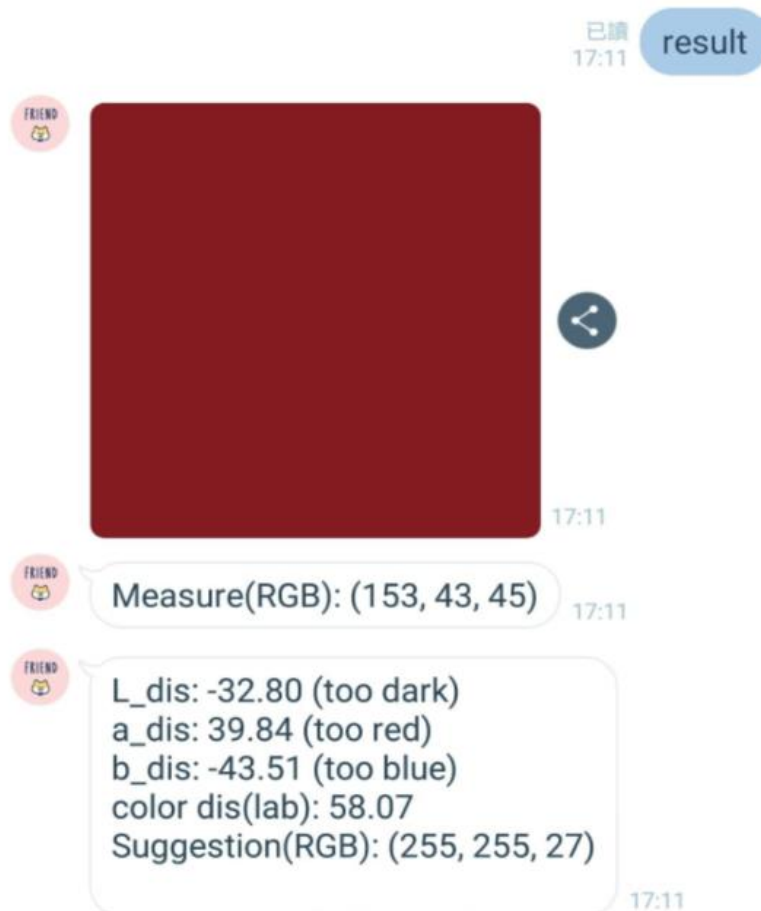 已讀
17:11
result
FRIEND
17:11
FRIEND
Measure(RGB): (153, 43, 45)
17:11
FRIEND
L_dis: -32.80 (too dark)
a_dis: 39.84 (too red)
b_dis: -43.51 (too blue)
color dis(lab): 58.07
Suggestion(RGB): (255, 255, 27)
17:11